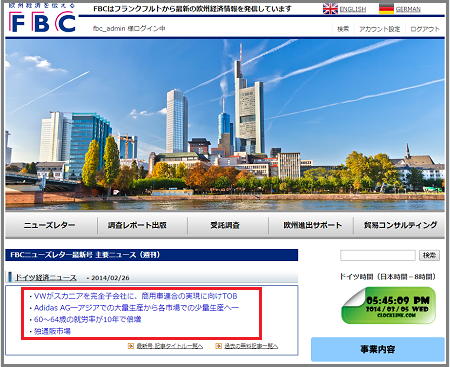 欧州経済を伝える
FBC
FBCはフランクフルトから最新の欧州経済情報を発信しています
ENGLISH
GERMAN
fbc_admin 様ログイン中
検索 アカウント設定 ログアウト
ニューズレター 調査レポート出版 受託調査 欧州進出サポート 貿易コンサルティング
FBCニューズレター最新号 主要ニュース（週刊）
検索
ドイツ経済ニュース - 2014/02/26
ドイツ時間（日本時間－8時間）
・VWがスカニアを完全子会社に、商用車連合の実現に向けTOB
・Adidas AG―アジアでの大量生産から各市場での少量生産へ―
・60～64歳の就労率が10年で倍増
・独通販市場
05:45:09 PM
2014 / 03 / 05 WED
CLOCKLINK.COM
最新号 記事タイトル一覧へ
過去の無料記事一覧へ
事業内容